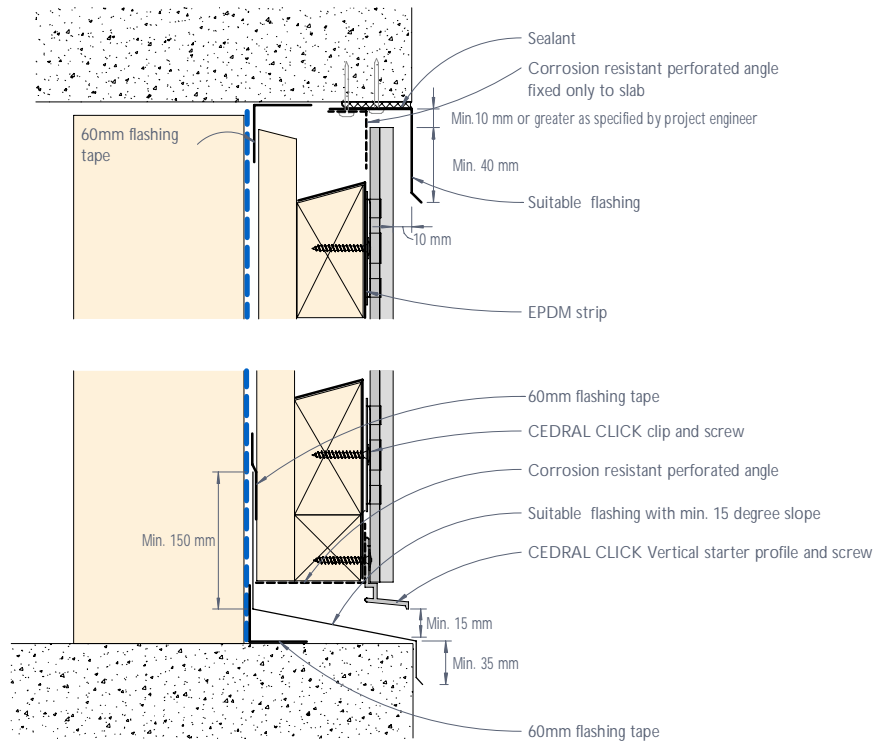 Sealant
Corrosion resistant perforated angle
fixed only to slab
Min.10 mm or greater as specified by project engineer
60mm flashing
tape
Min. 40 mm
Suitable flashing
10 mm
EPDM strip
60mm flashing tape
CEDRAL CLICK clip and screw
Corrosion resistant perforated angle
Suitable flashing with min. 15 degree slope
Min. 150 mm
CEDRAL CLICK Vertical starter profile and screw
Min. 15 mm
Min. 35 mm
60mm flashing tape